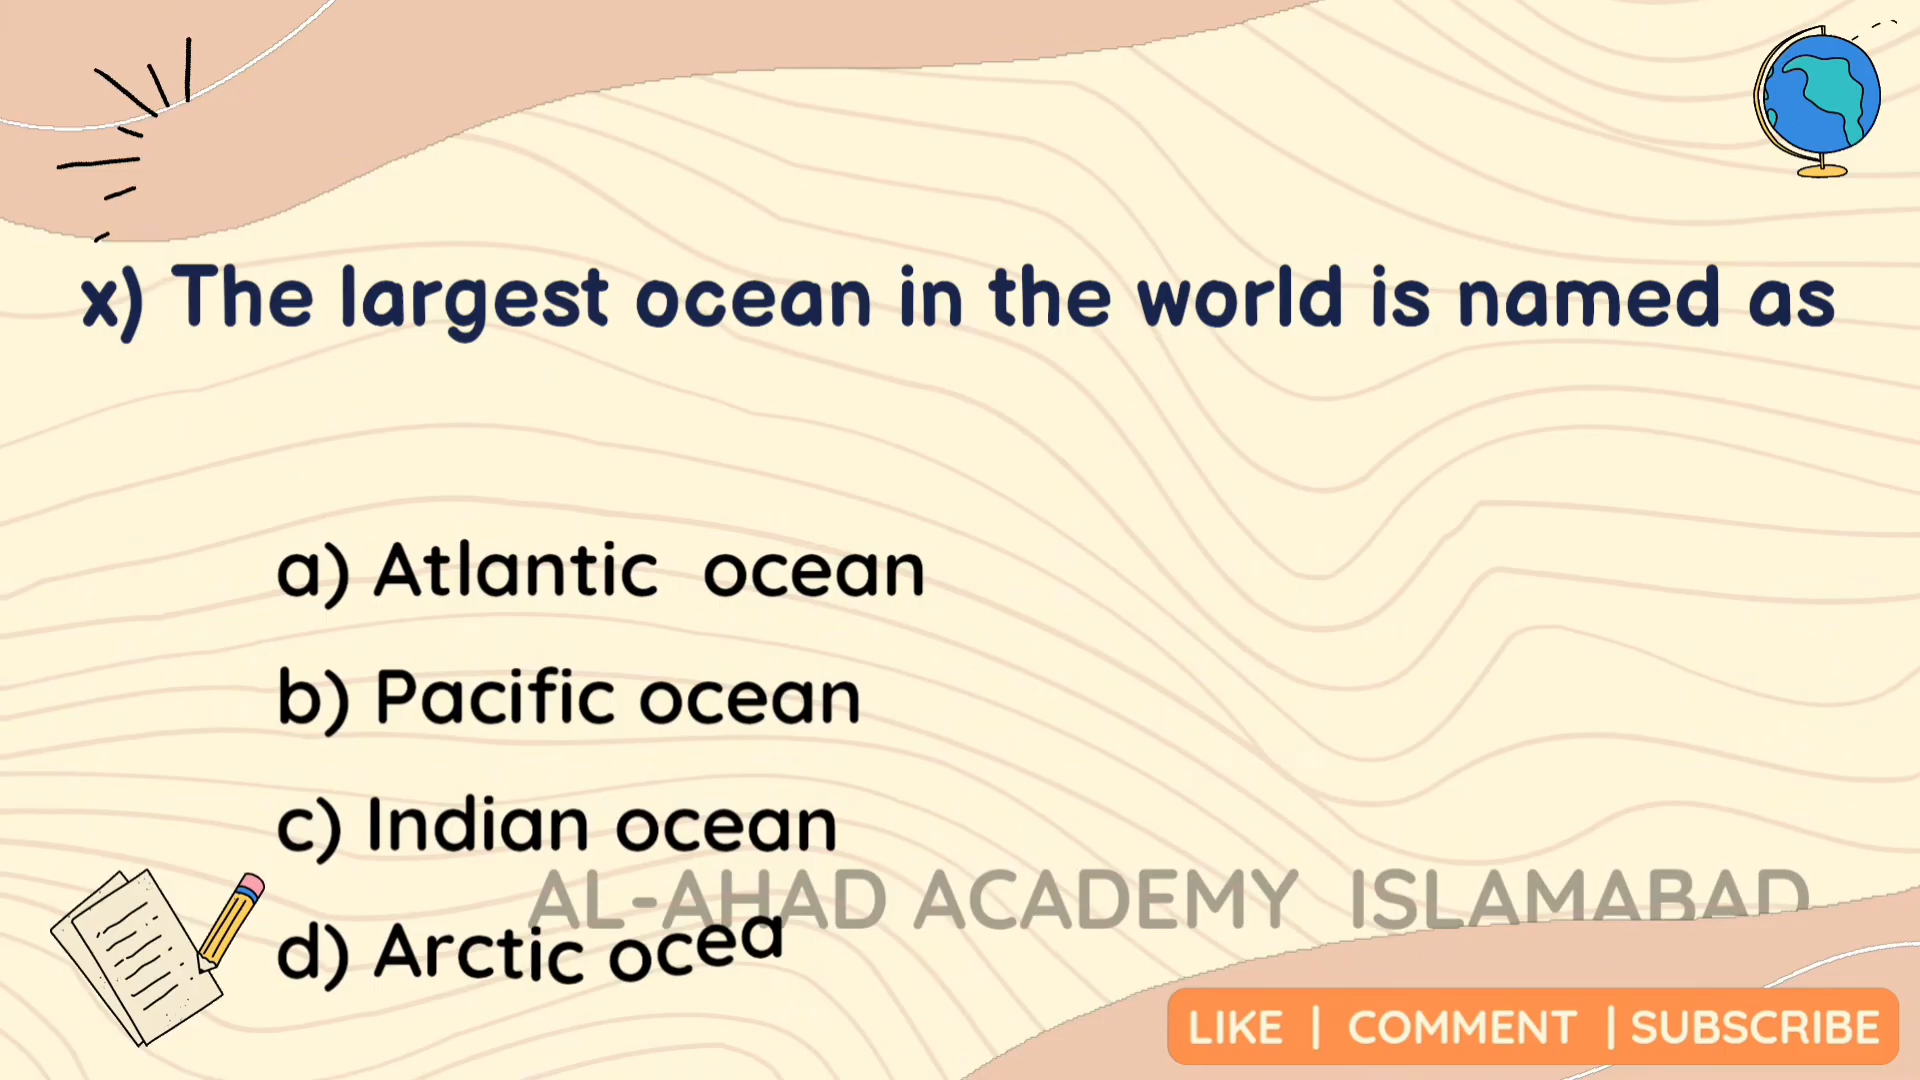 x) The largest ocean in the world is named as
a) Atlantic ocean
b) Pacific ocean
c) Indian ocean
AL-AHAD ACADEMY ISLAMABAD
d) Arctic ocea
LIKE | COMMENT | SUBSCRIBE